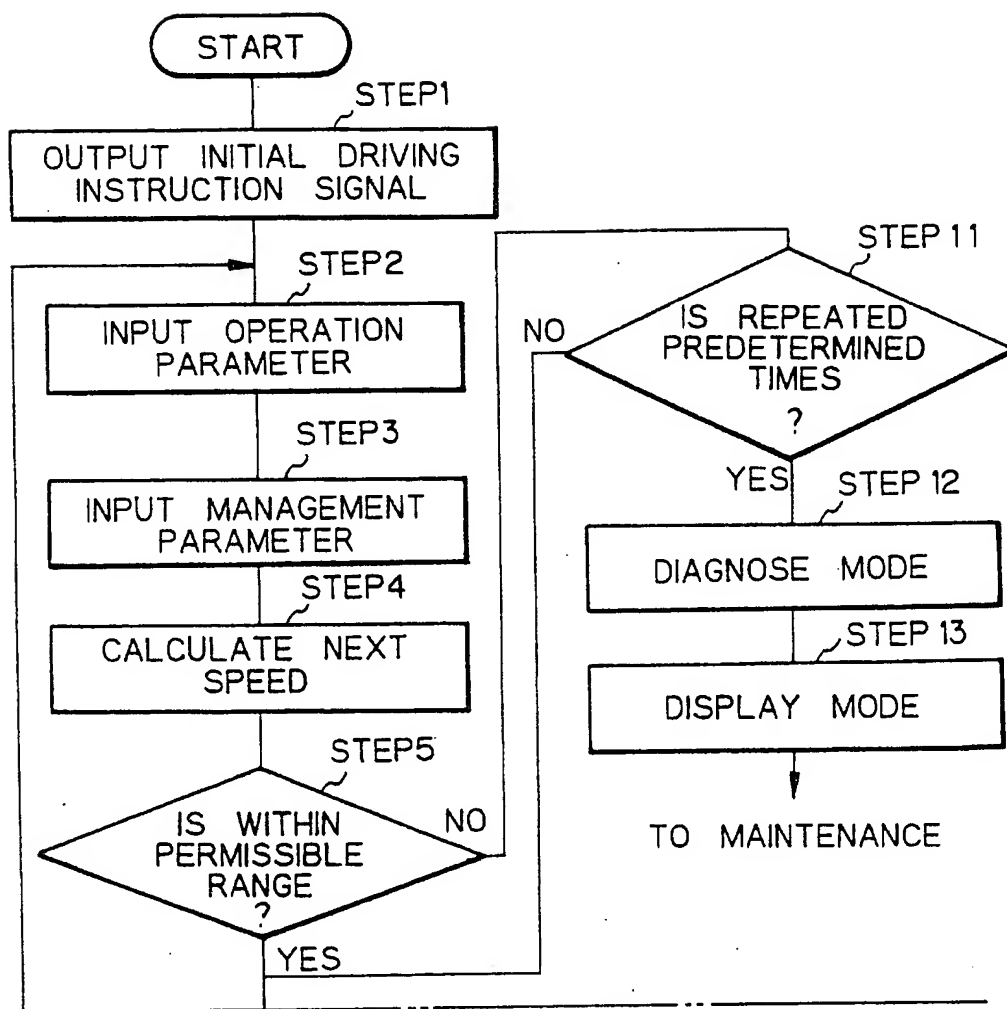 START
STEP1
OUTPUT INITIAL DRIVING
INSTRUCTION SIGNAL
STEP2
INPUT OPERATION
PARAMETER
STEP3
INPUT MANAGEMENT
PARAMETER
STEP4
CALCULATE NEXT
SPEED
STEP5
IS WITHIN
PERMISSIBLE
RANGE
?
NO
YES
STEP 11
IS REPEATED
PREDETERMINED
TIMES
?
NO
YES
STEP 12
DIAGNOSE MODE
STEP 13
DISPLAY MODE
TO MAINTENANCE